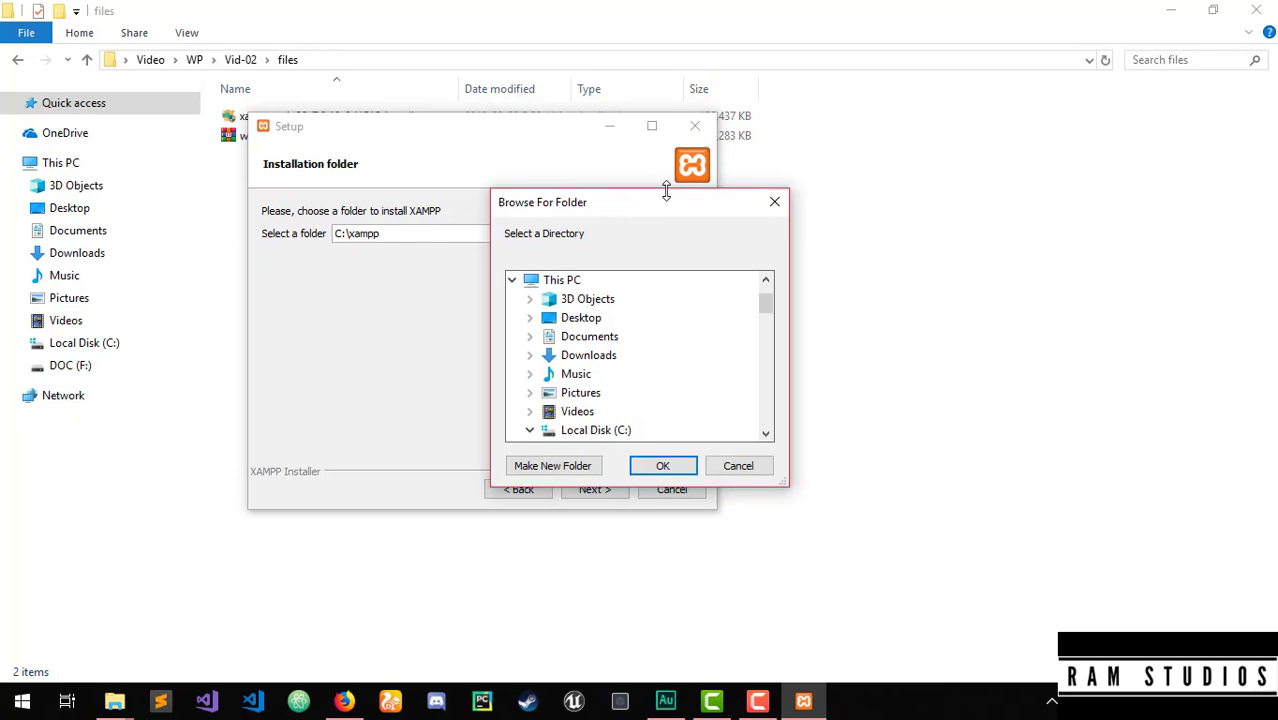 files
File
Home
Share
View
Video
WP
Vid-02
files
Search files
Name
Date modified
Type
Size
Quick access
OneDrive
This PC
3D Objects
Desktop
Documents
Downloads
Music
Pictures
Videos
Local Disk (C:)
DOC (F:)
Network
437 KB
283 KB
Setup
Installation folder
Please, choose a folder to install XAMPP
Select a folder
C:\xampp
XAMPP Installer
< Back
Next >
Cancel
Browse For Folder
Select a Directory
This PC
3D Objects
Desktop
Documents
Downloads
Music
Pictures
Videos
Local Disk (C:)
Make New Folder
OK
Cancel
2 items
RAM STUDIOS
Au